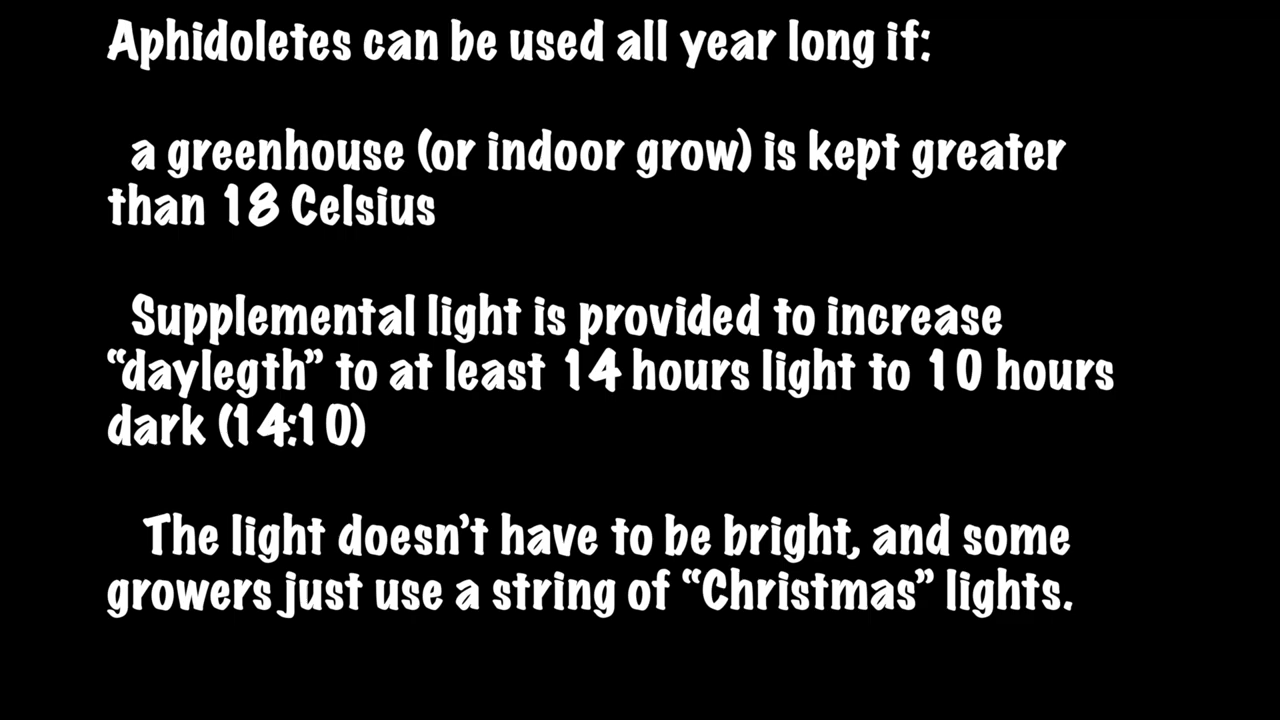 Aphidoletes can be used all year long if:
a greenhouse (or indoor grow) is kept greater
than 18 Celsius
Supplemental light is provided to increase
“daylegth” to at least 14 hours light to 10 hours
dark (14:10)
The light doesn’t have to be bright, and some
growers just use a string of “Christmas” lights.